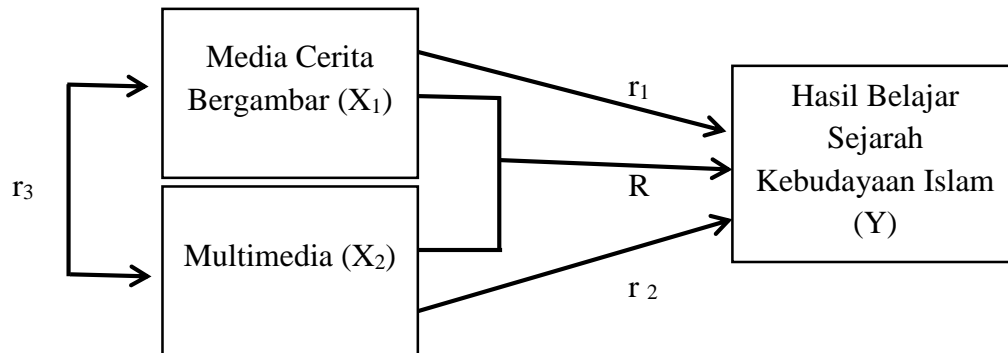 Media Cerita
Bergambar (X₁)
r₁
Hasil Belajar
Sejarah
Kebudayaan Islam
(Y)
r₃
R
Multimedia (X₂)
r ₂